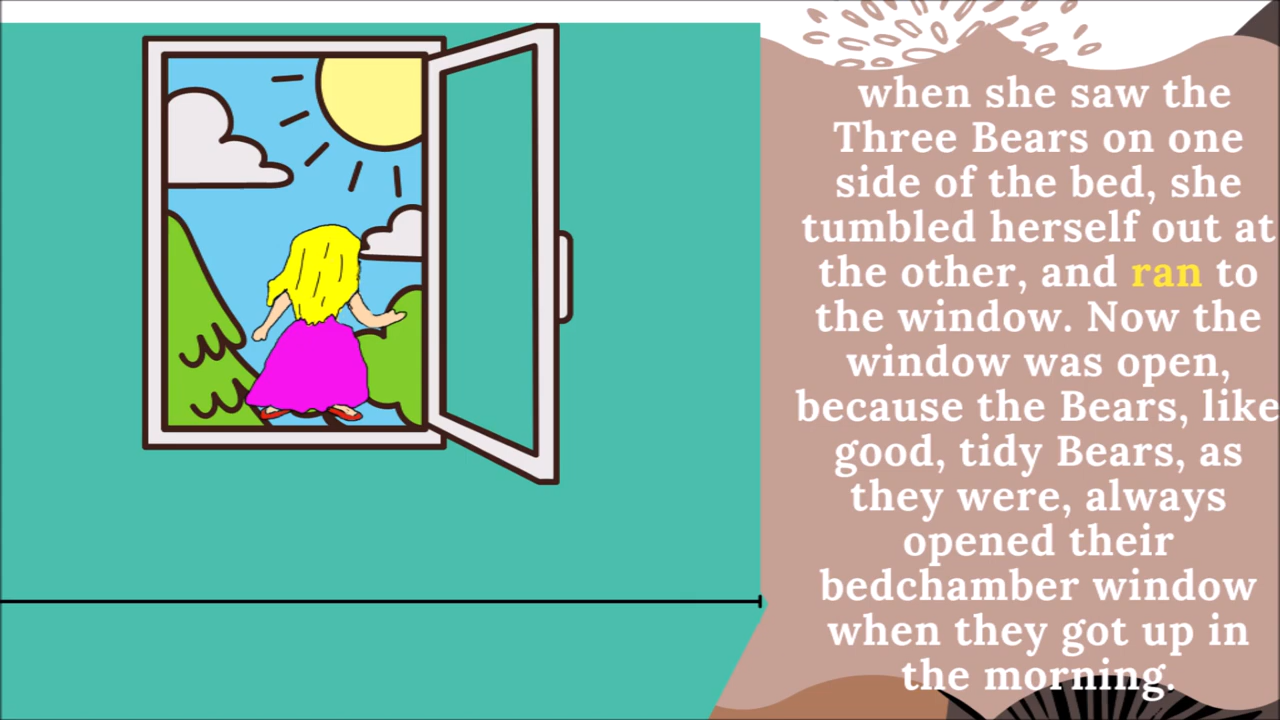 when she saw the
Three Bears on one
side of the bed, she
tumbled herself out at
the other, and ran to
the window. Now the
window was open,
because the Bears, like
good, tidy Bears, as
they were, always
opened their
bedchamber window
when they got up in
the morning.